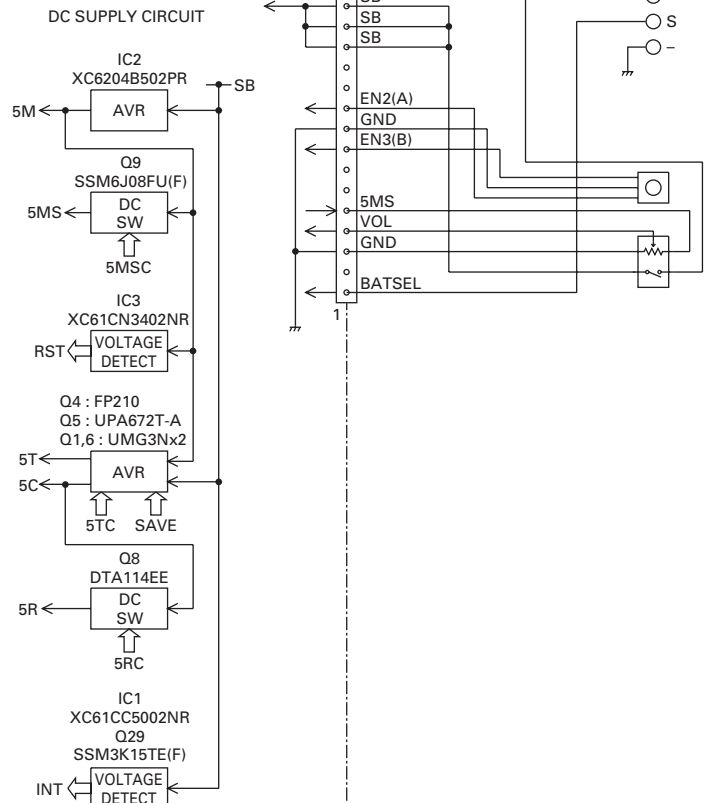 DC SUPPLY CIRCUIT
IC2
XC6204B502PR
SB
5M
AVR
Q9
SSM6J08FU(F)
5MS
DC
SW
5MSC
IC3
XC61CN3402NR
RST
VOLTAGE
DETECT
Q4 : FP210
Q5 : UPA672T-A
Q1,6 : UMG3Nx2
5T
AVR
5C
5TC SAVE
Q8
DTA114EE
5R
DC
SW
5RC
IC1
XC61CC5002NR
Q29
SSM3K15TE(F)
INT
VOLTAGE
DETECT
SB
SB
SB
EN2(A)
GND
EN3(B)
5MS
VOL
GND
BATSEL
1
S
–